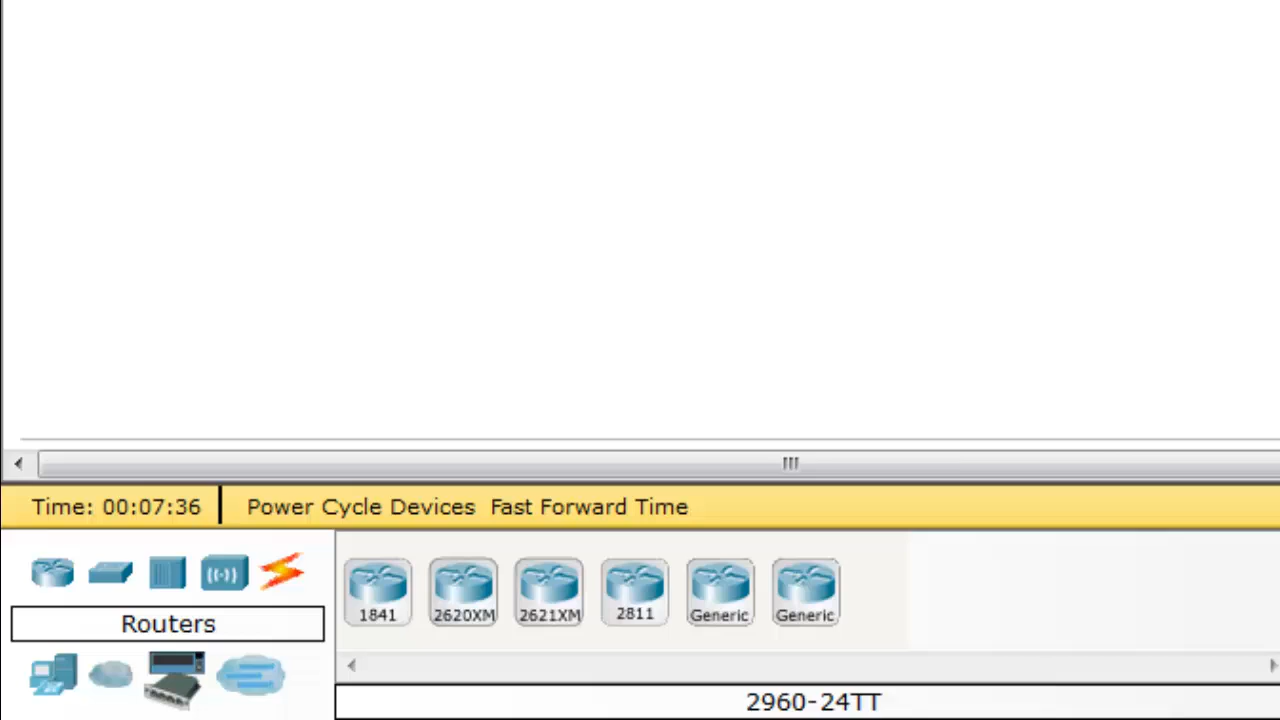 Time: 00:07:36 Power Cycle Devices Fast Forward Time
1841 2620XM 2621XM 2811 Generic Generic
Routers
2960-24TT